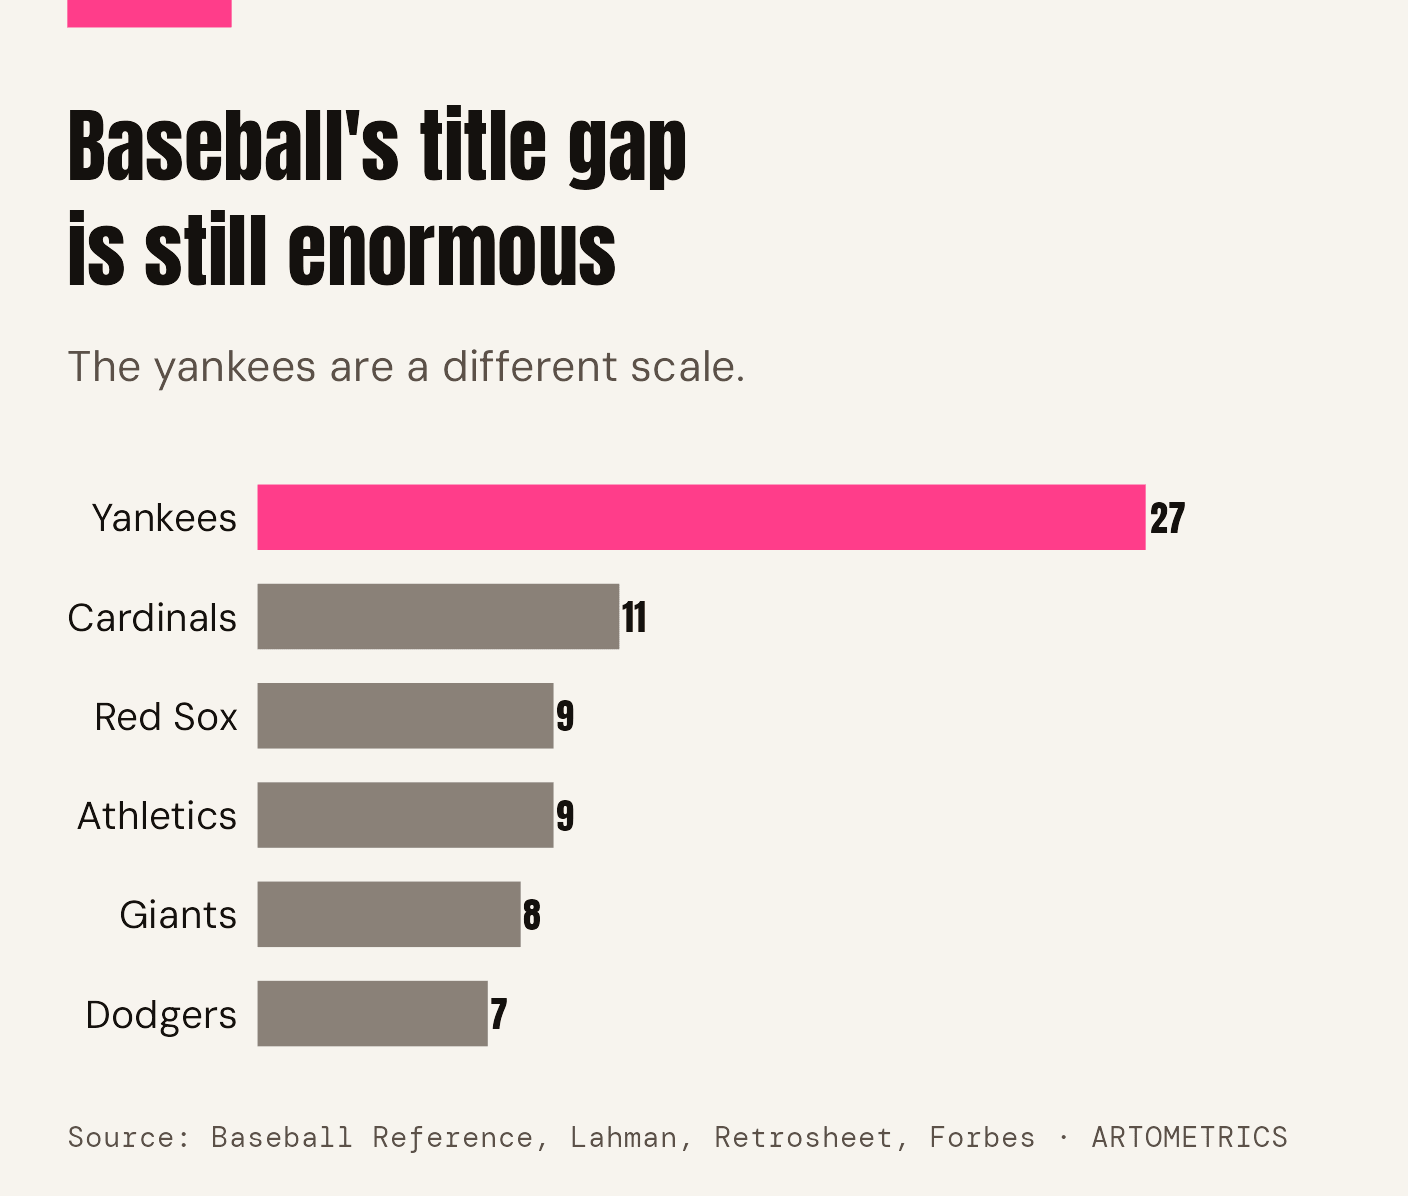 Baseball's title gap
is still enormous
The yankees are a different scale.
Yankees 27
Cardinals 11
Red Sox 9
Athletics 9
Giants 8
Dodgers 7
Source: Baseball Reference, Lahman, Retrosheet, Forbes · ARTOMETRICS